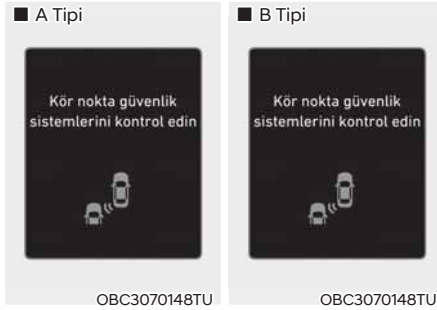 ■ A Tipi
Kör nokta güvenlik
sistemlerini kontrol edin
OBC3070148TU
■ B Tipi
Kör nokta güvenlik
sistemlerini kontrol edin
OBC3070148TU